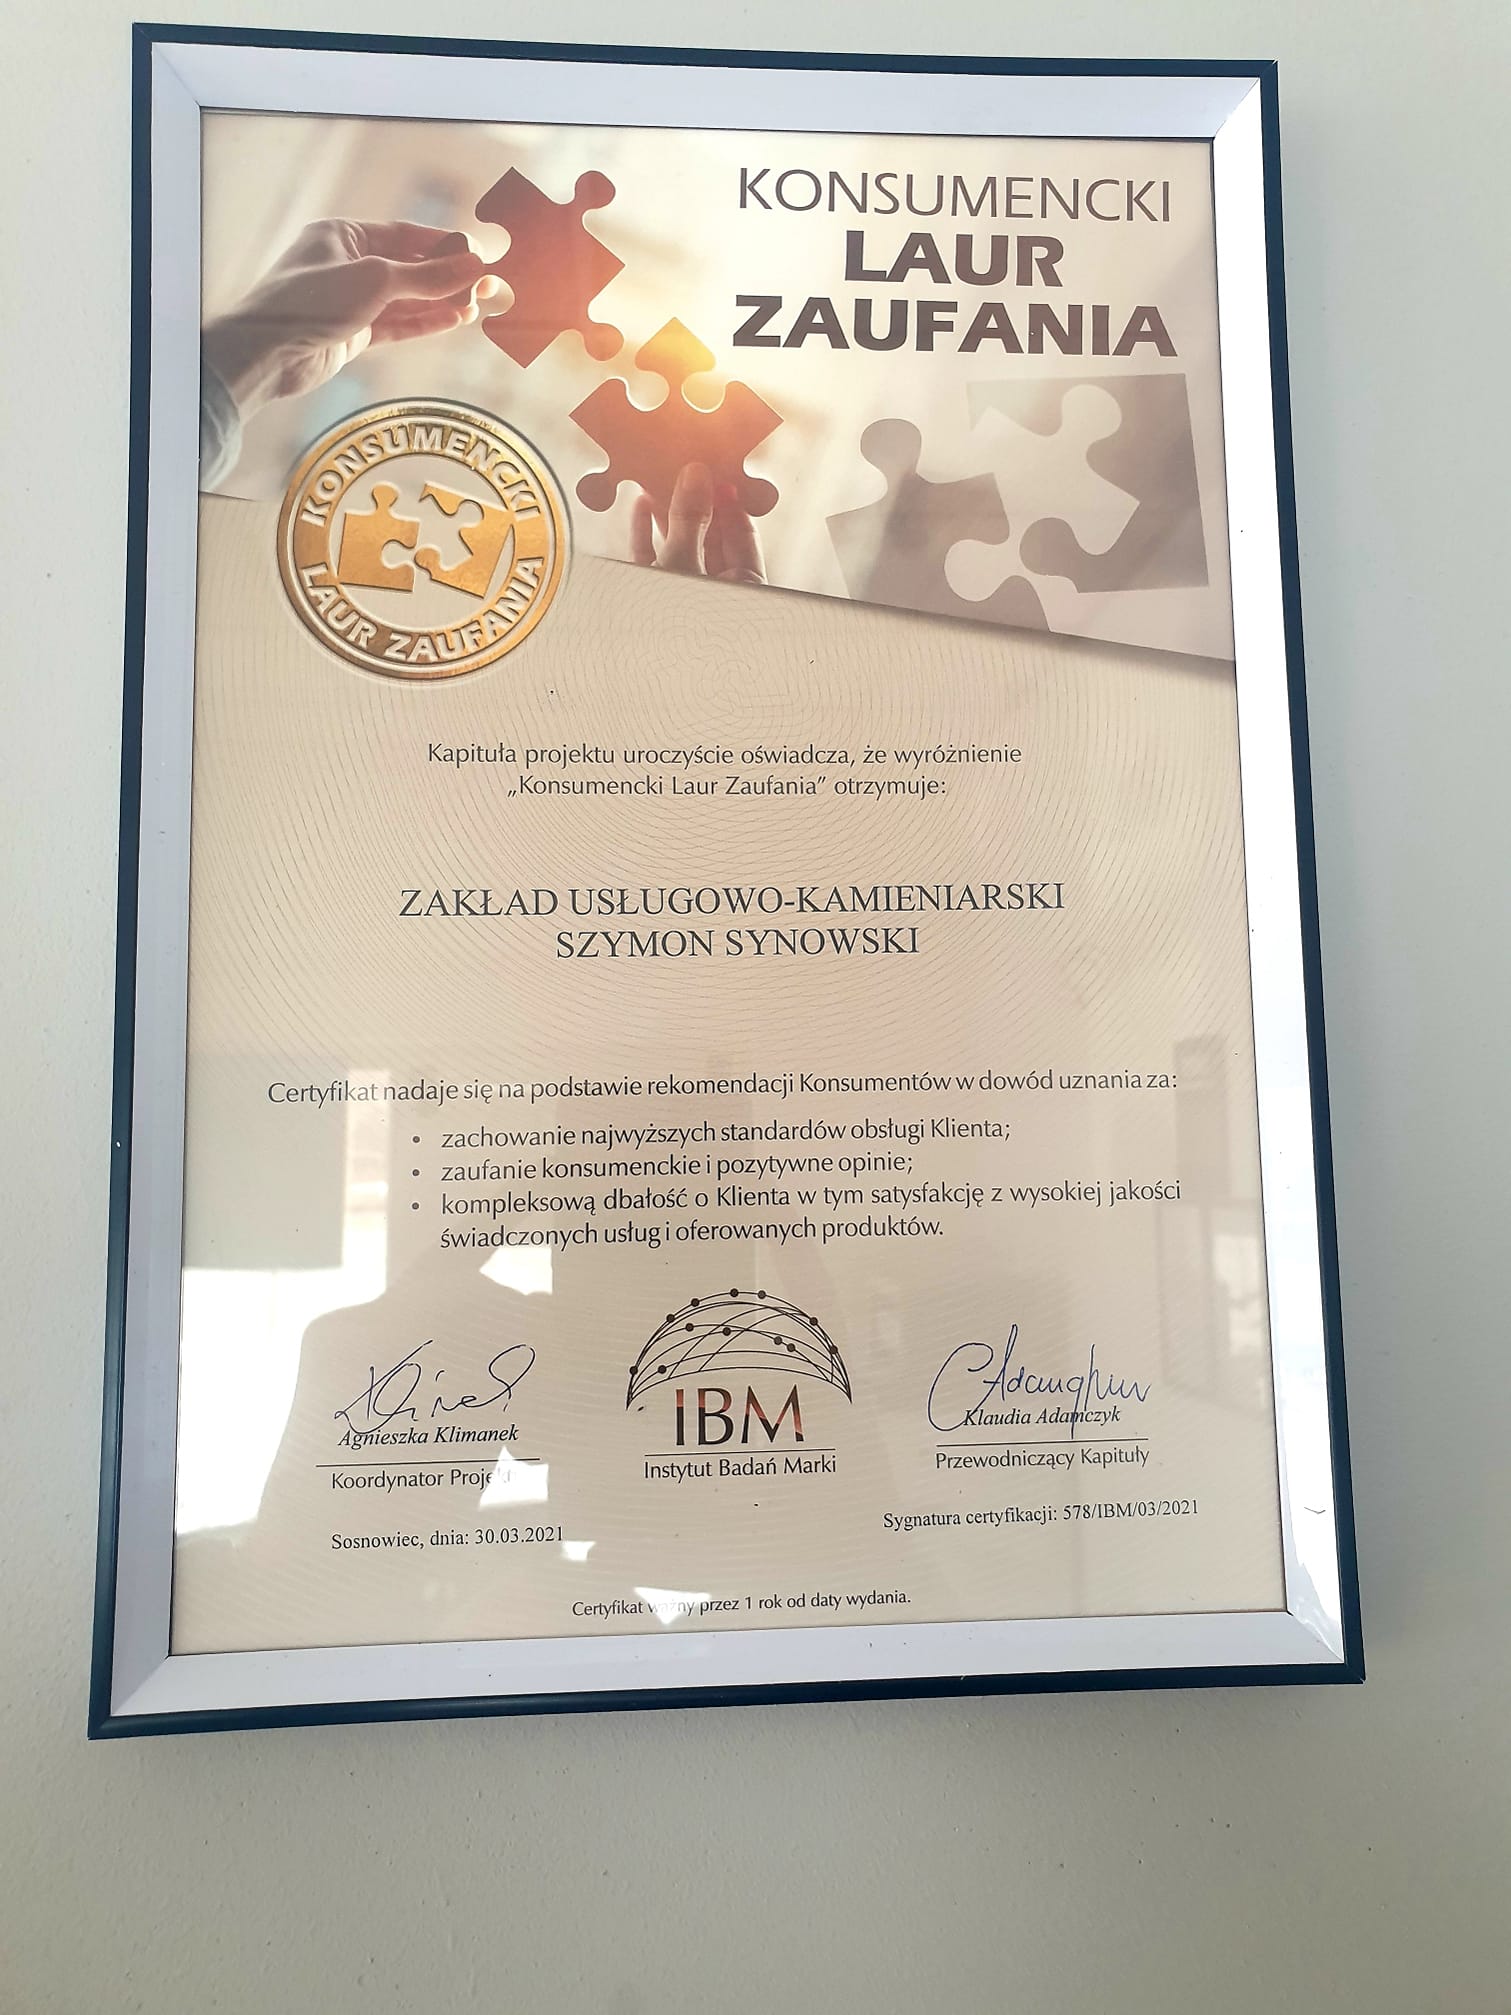 KONSUMENCKI
LAUR
ZAUFANIA
KONSUMENCKI
LAUR ZAUFANIA
Kapituła projektu uroczyście oświadcza, że wyróżnienie
„Konsumencki Laur Zaufania” otrzymuje:
ZAKŁAD USŁUGOWO-KAMIENIARSKI
SZYMON SYNOWSKI
Certyfikat nadaje się na podstawie rekomendacji Konsumentów w dowód uznania za:
• zachowanie najwyższych standardów obsługi Klienta;
• zaufanie konsumenckie i pozytywne opinie;
• kompleksową dbałość o Klienta w tym satysfakcję z wysokiej jakości
świadczonych usług i oferowanych produktów.
Agnieszka Klimanek
Koordynator Projektu
IBM
Instytut Badań Marki
Klaudia Adamczyk
Przewodniczący Kapituły
Sosnowiec, dnia: 30.03.2021
Sygnatura certyfikacji: 578/IBM/03/2021
Certyfikat ważny przez 1 rok od daty wydania.